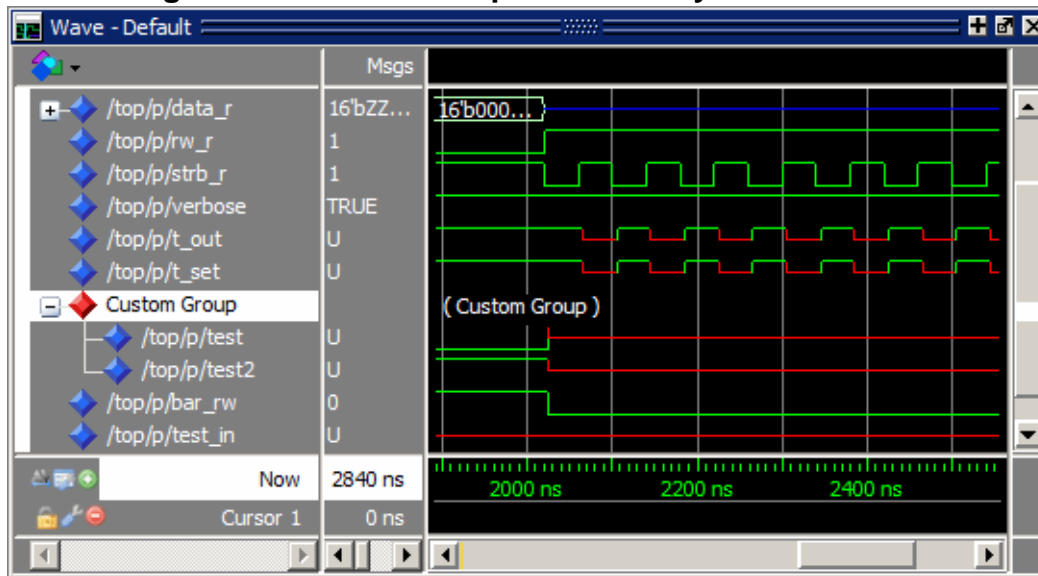 Wave - Default
Msgs
/top/p/data_r 16'bZZ... 16'b000...
/top/p/rw_r 1
/top/p/strb_r 1
/top/p/verbose TRUE
/top/p/t_out U
/top/p/t_set U
Custom Group ( Custom Group )
/top/p/test U
/top/p/test2 U
/top/p/bar_rw 0
/top/p/test_in U
Now 2840 ns 2000 ns 2200 ns 2400 ns
Cursor 1 0 ns